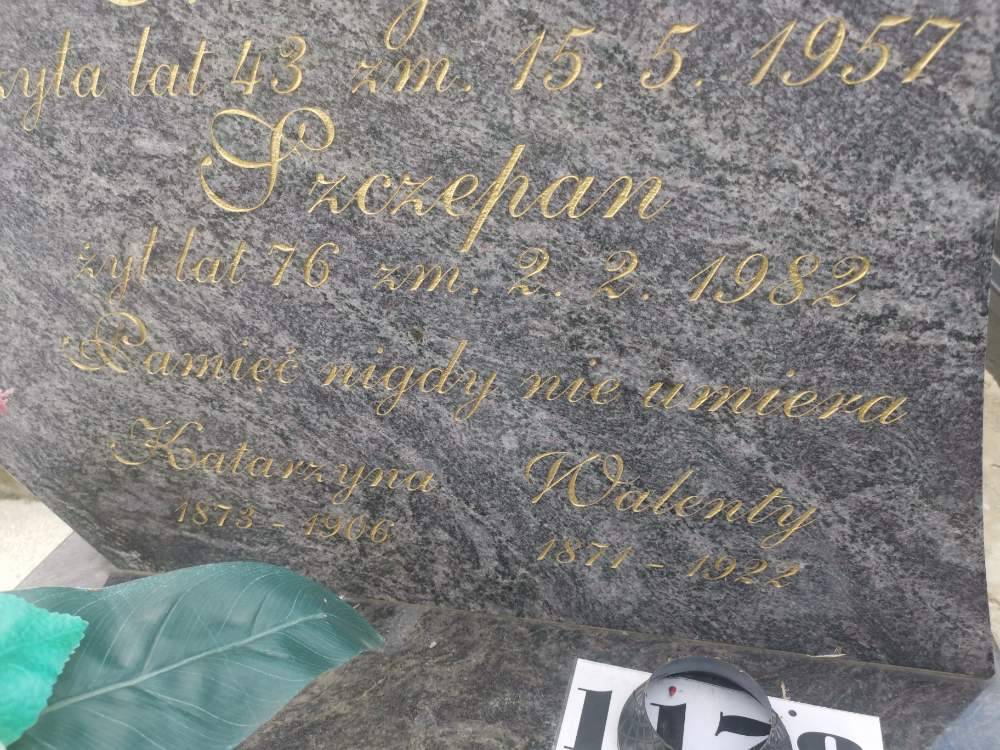 żyła lat 43 zm. 15. 5. 1957
Szczepan
żył lat 76 zm. 2. 2. 1982
Pamięć nigdy nie umiera
Katarzyna Walenty
1873 - 1906 1871 - 1922